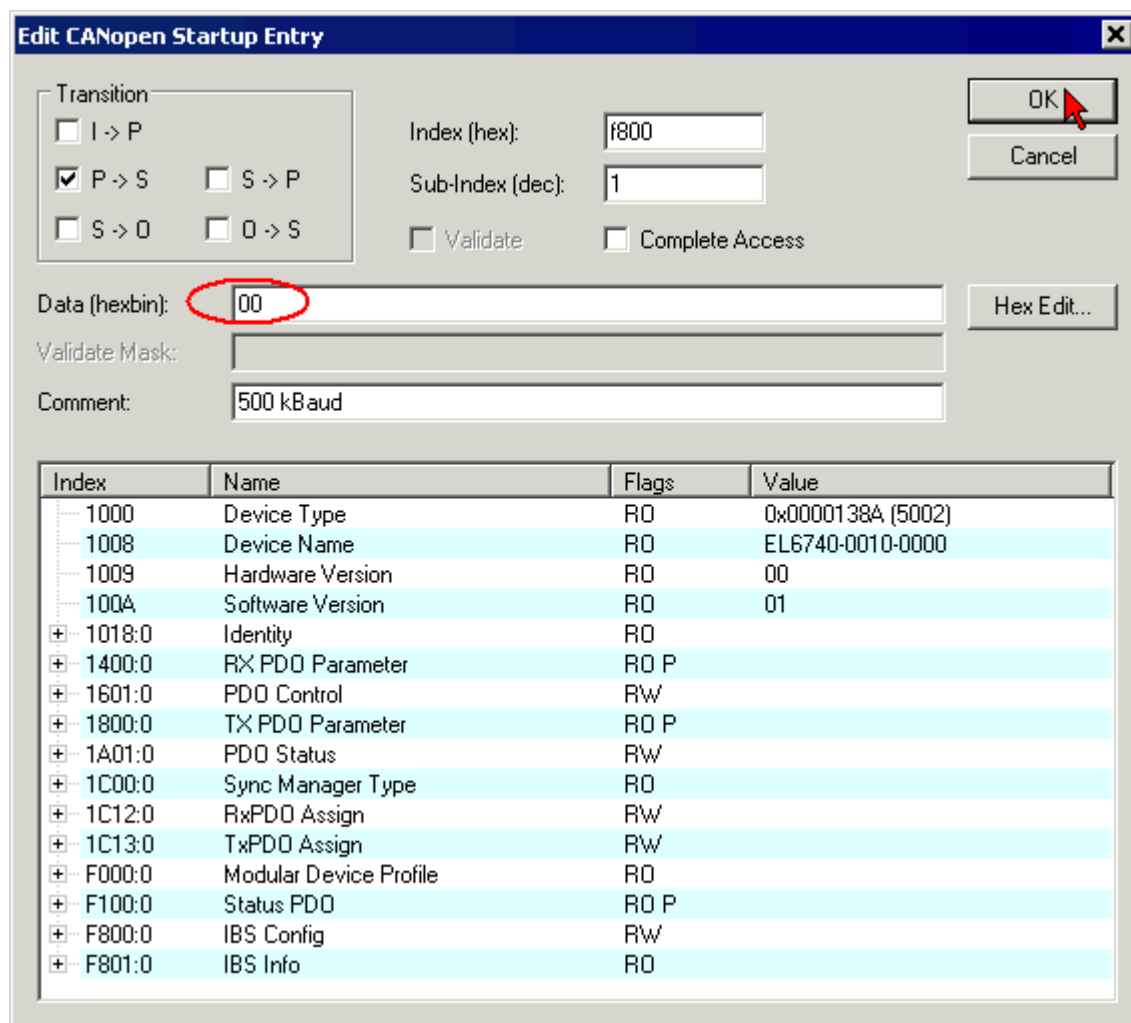 Edit CANopen Startup Entry
Transition
I -> P
P -> S
S -> P
S -> O
O -> S
Index (hex):
f800
Sub-Index (dec):
1
Validate
Complete Access
OK
Cancel
Data (hexbin):
00
Hex Edit...
Validate Mask:
Comment:
500 kBaud
Index Name Flags Value
1000 Device Type RO 0x0000138A (5002)
1008 Device Name RO EL6740-0010-0000
1009 Hardware Version RO 00
100A Software Version RO 01
1018:0 Identity RO
1400:0 RX PDO Parameter RO P
1601:0 PDO Control RW
1800:0 TX PDO Parameter RO P
1A01:0 PDO Status RW
1C00:0 Sync Manager Type RO
1C12:0 RxPDO Assign RW
1C13:0 TxPDO Assign RW
F000:0 Modular Device Profile RO
F100:0 Status PDO RO P
F800:0 IBS Config RW
F801:0 IBS Info RO